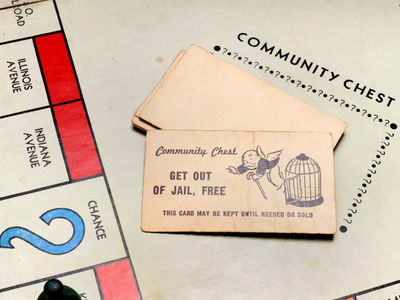 COMMUNITY CHEST
O.
OAD
ILLINOIS
AVENUE
INDIANA
AVENUE
CHANCE
Community Chest
GET OUT
OF JAIL, FREE
THIS CARD MAY BE KEPT UNTIL NEEDED OR SOLD